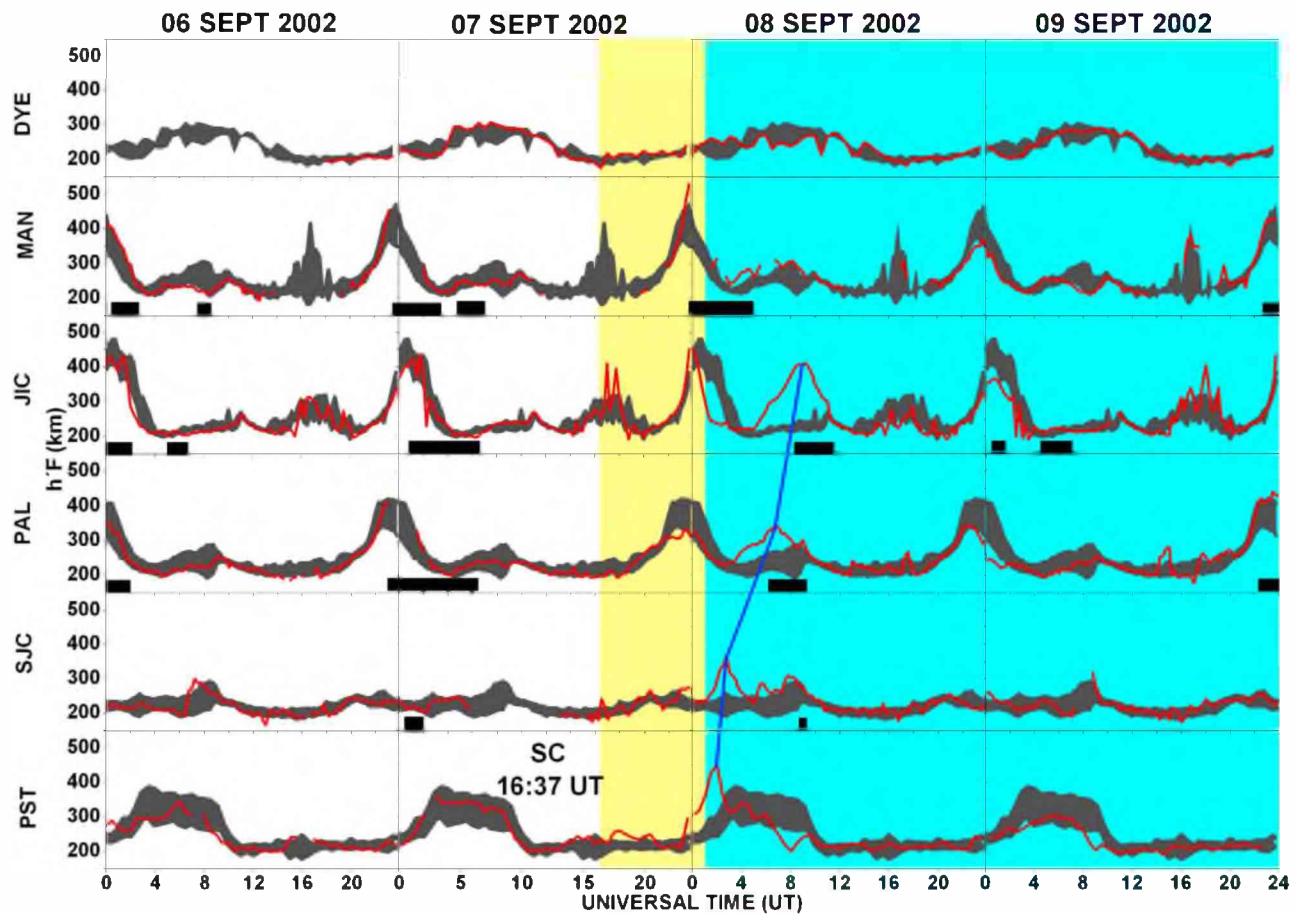 06 SEPT 2002 07 SEPT 2002 08 SEPT 2002 09 SEPT 2002
DYE
500
400
300
200
MAN
500
400
300
200
JIC
500
400
300
200
h'F (km)
PAL
500
400
300
200
SJC
500
400
300
200
PST
500
400
300
200
SC
16:37 UT
0 4 8 12 16 20 0 5 10 15 20 0 4 8 12 16 20 0 4 8 12 16 20 24
UNIVERSAL TIME (UT)